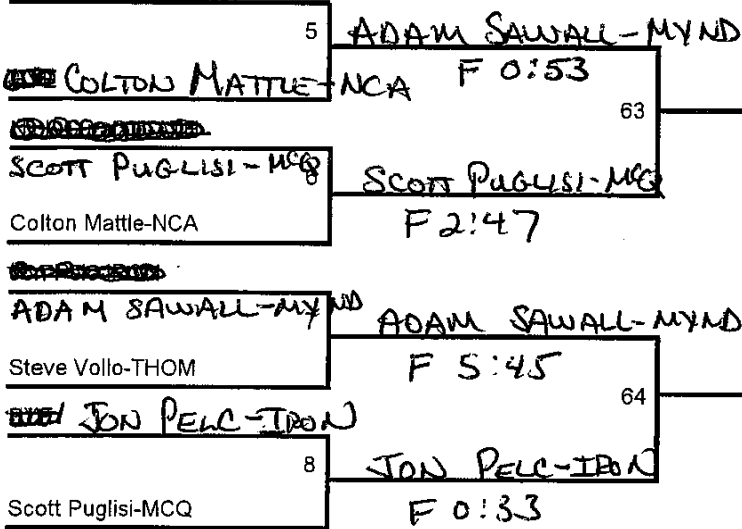 5 ADAM SAWALL-MYND
COLTON MATTLE-NCA F 0:53
63
SCOTT PUGLISI-MCQ SCOTT PUGLISI-MCQ
Colton Mattle-NCA F 2:47
ADAM SAWALL-MYND ADAM SAWALL-MYND
Steve Vollo-THOM F 5:45
64
JON PELC-IRON
8 JON PELC-IRON
Scott Puglisi-MCQ F 0:33